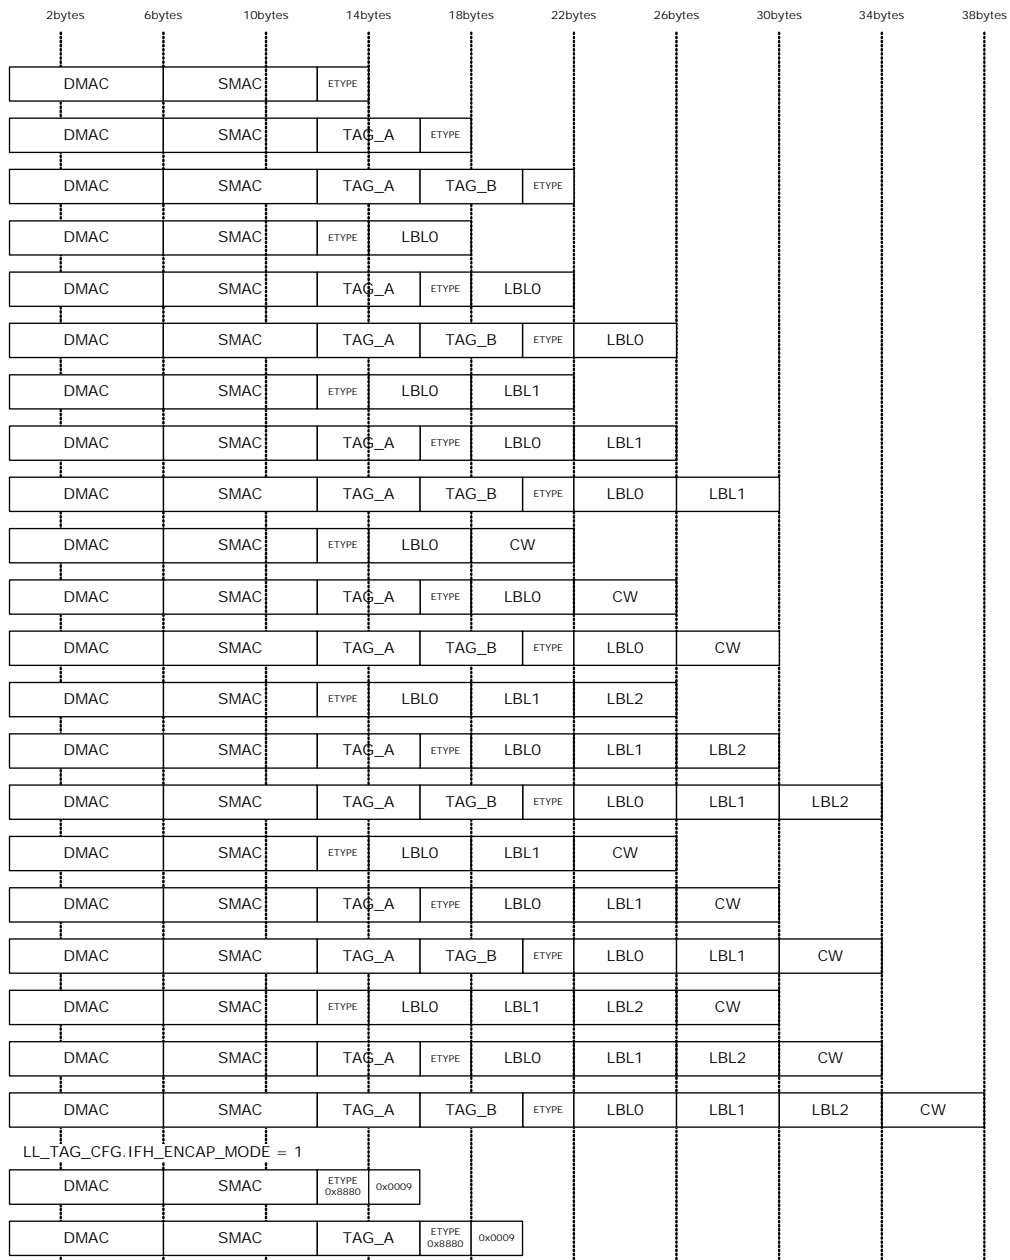 2bytes 6bytes 10bytes 14bytes 18bytes 22bytes 26bytes 30bytes 34bytes 38bytes
DMAC SMAC ETYPE
DMAC SMAC TAG_A ETYPE
DMAC SMAC TAG_A TAG_B ETYPE
DMAC SMAC ETYPE LBL0
DMAC SMAC TAG_A ETYPE LBL0
DMAC SMAC TAG_A TAG_B ETYPE LBL0
DMAC SMAC ETYPE LBL0 LBL1
DMAC SMAC TAG_A ETYPE LBL0 LBL1
DMAC SMAC TAG_A TAG_B ETYPE LBL0 LBL1
DMAC SMAC ETYPE LBL0 CW
DMAC SMAC TAG_A ETYPE LBL0 CW
DMAC SMAC TAG_A TAG_B ETYPE LBL0 CW
DMAC SMAC ETYPE LBL0 LBL1 LBL2
DMAC SMAC TAG_A ETYPE LBL0 LBL1 LBL2
DMAC SMAC TAG_A TAG_B ETYPE LBL0 LBL1 LBL2
DMAC SMAC ETYPE LBL0 LBL1 CW
DMAC SMAC TAG_A ETYPE LBL0 LBL1 CW
DMAC SMAC TAG_A TAG_B ETYPE LBL0 LBL1 CW
DMAC SMAC ETYPE LBL0 LBL1 LBL2 CW
DMAC SMAC TAG_A ETYPE LBL0 LBL1 LBL2 CW
DMAC SMAC TAG_A TAG_B ETYPE LBL0 LBL1 LBL2 CW
LL_TAG_CFG.IFH_ENCAP_MODE = 1
DMAC SMAC ETYPE 0x8880 0x0009
DMAC SMAC TAG_A ETYPE 0x8880 0x0009